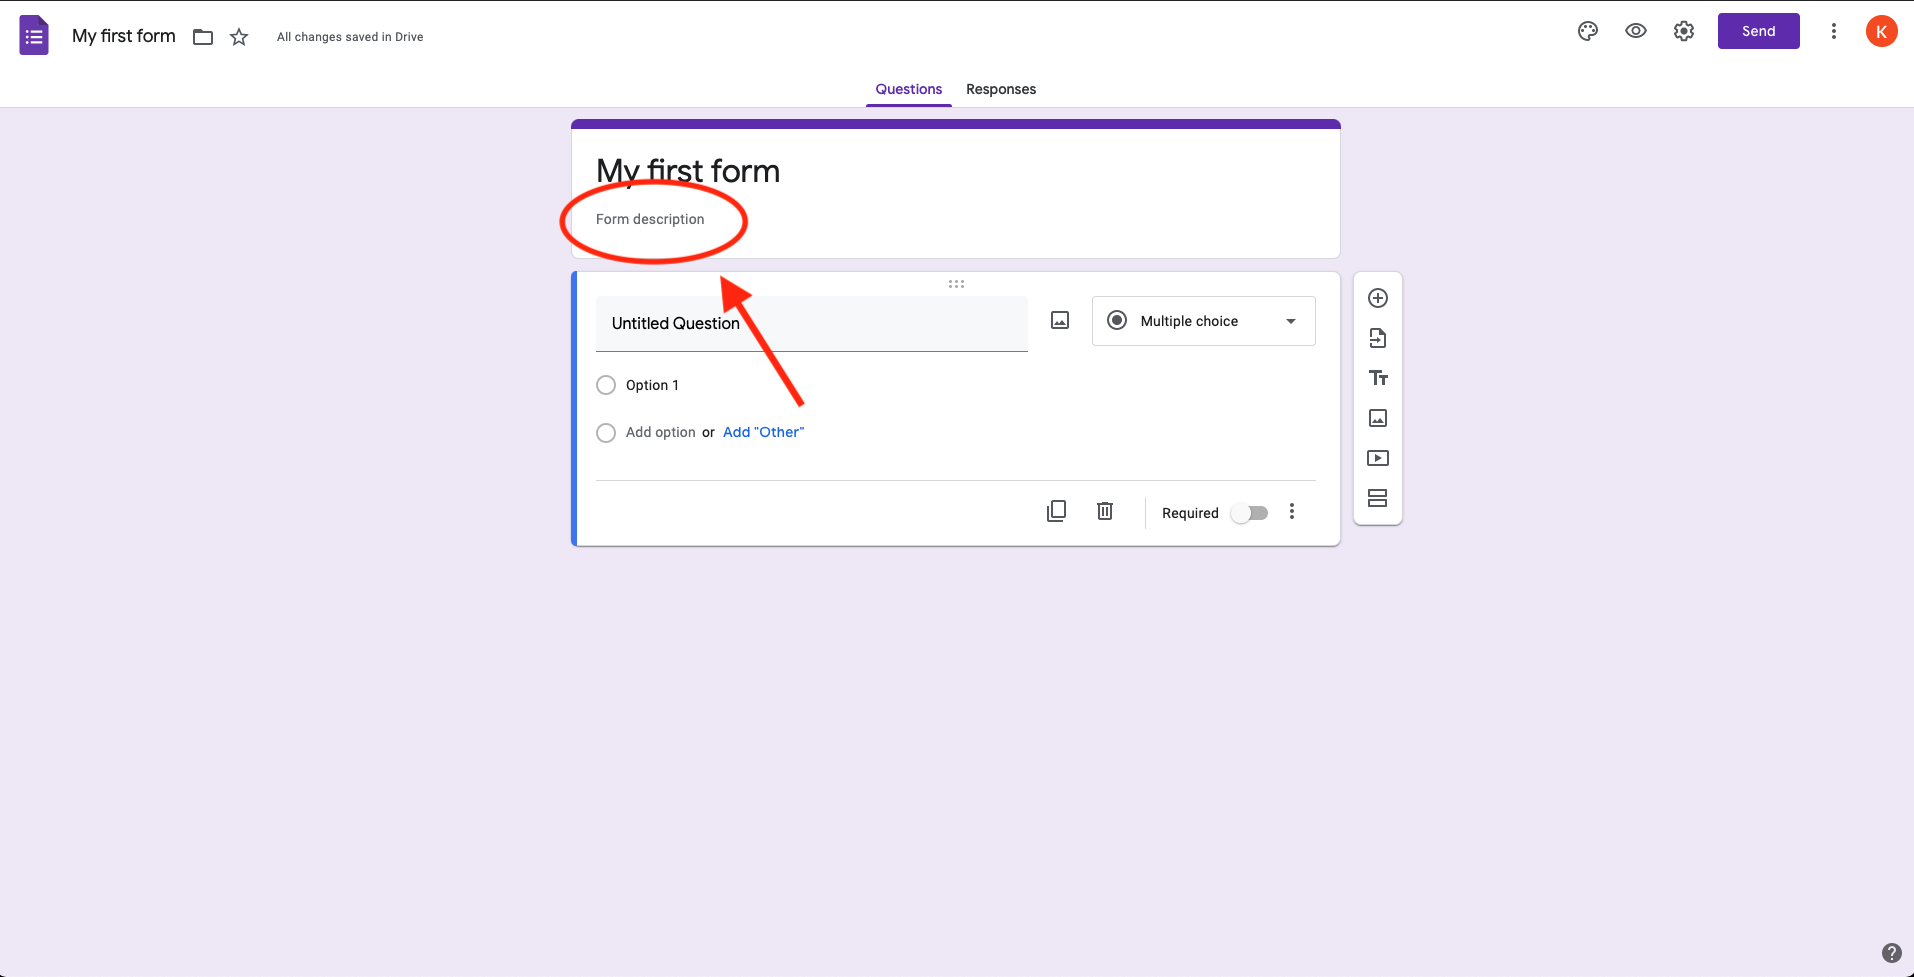 My first form
All changes saved in Drive
Send
K
Questions Responses
My first form
Form description
Untitled Question
Multiple choice
Option 1
Add option or Add "Other"
Required